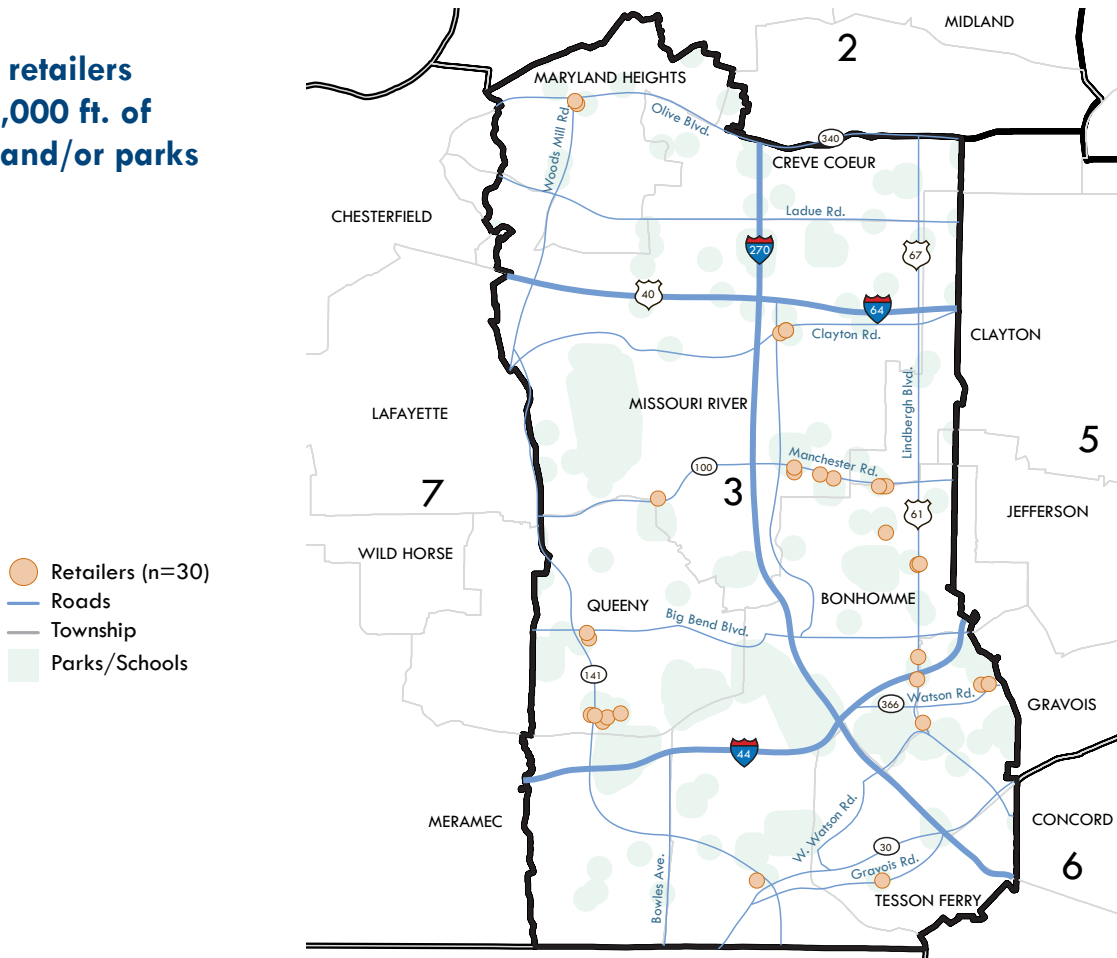 retailers
,000 ft. of
and/or parks
MIDLAND
2
MARYLAND HEIGHTS
Olive Blvd.
340
Woods Mill Rd.
CREVE COEUR
CHESTERFIELD
Ladue Rd.
270
67
40
64
Clayton Rd.
CLAYTON
Lindbergh Blvd.
LAFAYETTE
MISSOURI RIVER
5
Manchester Rd.
100
7
3
61
JEFFERSON
WILD HORSE
Retailers (n=30)
Roads
Township
Parks/Schools
QUEENY
BONHOMME
Big Bend Blvd.
141
Watson Rd.
366
GRAVOIS
44
MERAMEC
W. Watson Rd.
CONCORD
30
Gravois Rd.
6
Bowles Ave.
TESSON FERRY